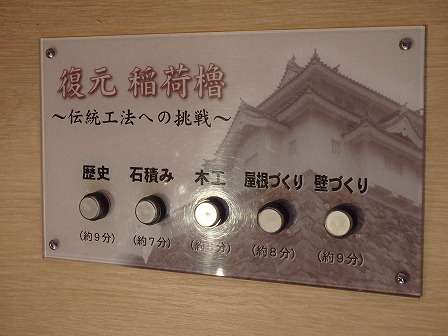 復元 稲荷櫓
～伝統工法への挑戦～
歴史 石積み 木工 屋根づくり 壁づくり
(約9分) (約7分) 分) (約8分) (約9分)